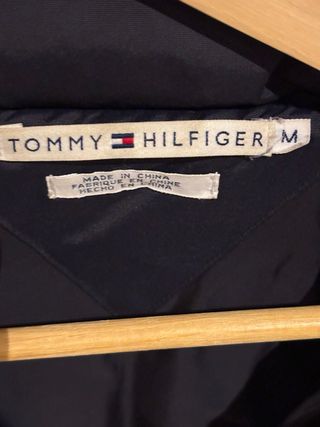 TOMMY HILFIGER M
MADE IN CHINA
FABRIQUE EN CHINE
HECHO EN CHINA